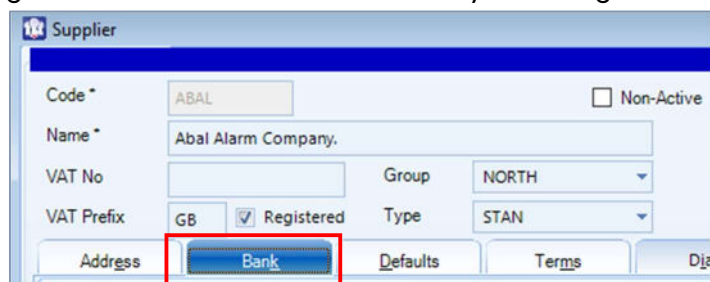 Supplier
Code * ABAL Non-Active
Name * Abal Alarm Company.
VAT No Group NORTH
VAT Prefix GB Registered Type STAN
Address Bank Defaults Terms